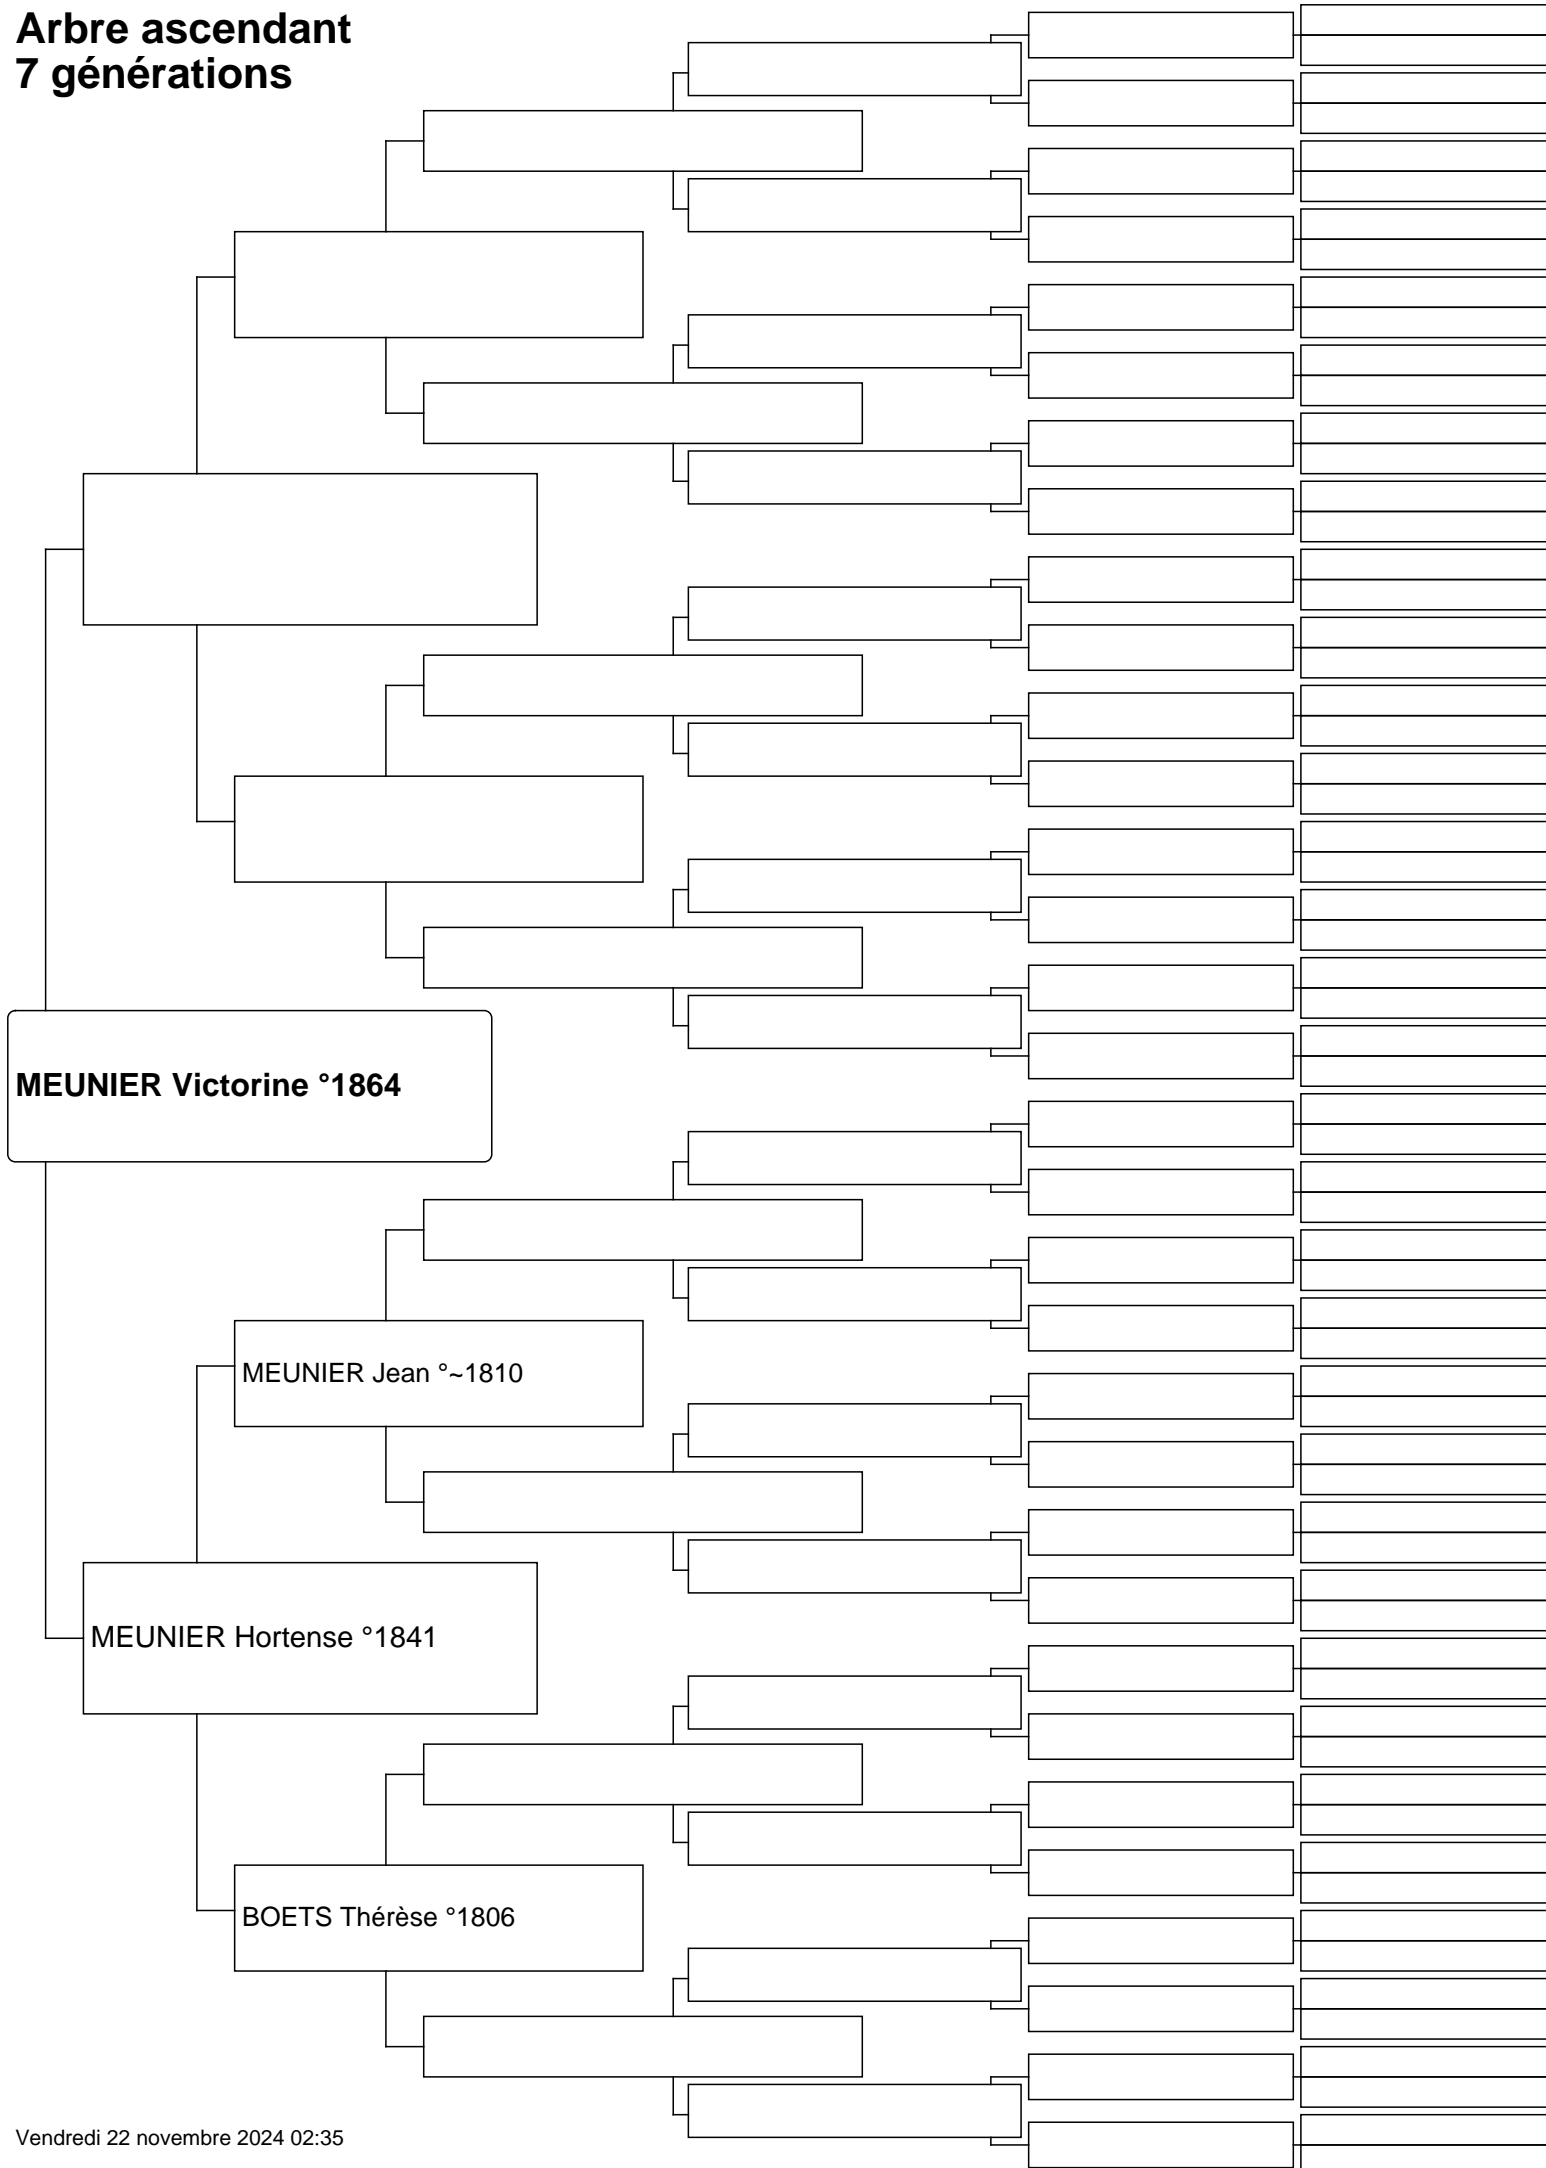 Arbre ascendant
7 générations
MEUNIER Victorine °1864
MEUNIER Jean °~1810
MEUNIER Hortense °1841
BOETS Thérèse °1806
Vendredi 22 novembre 2024 02:35